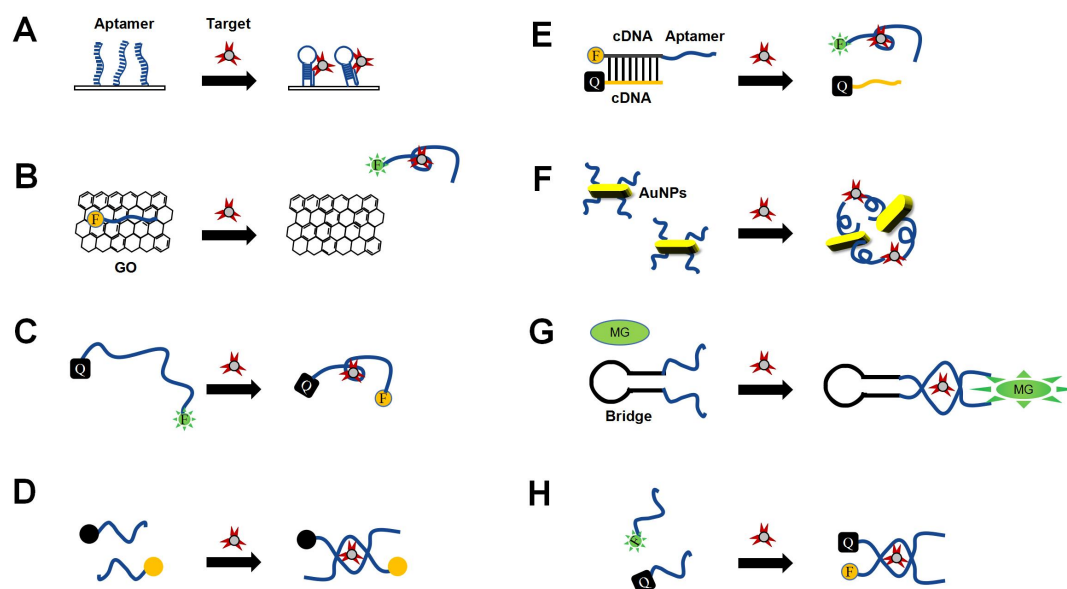 A
Aptamer
Target
B
F
GO
F
C
Q
F
Q
F
D
E
cDNA
Aptamer
F
Q
cDNA
F
Q
F
AuNPs
G
MG
Bridge
MG
H
F
Q
Q
F